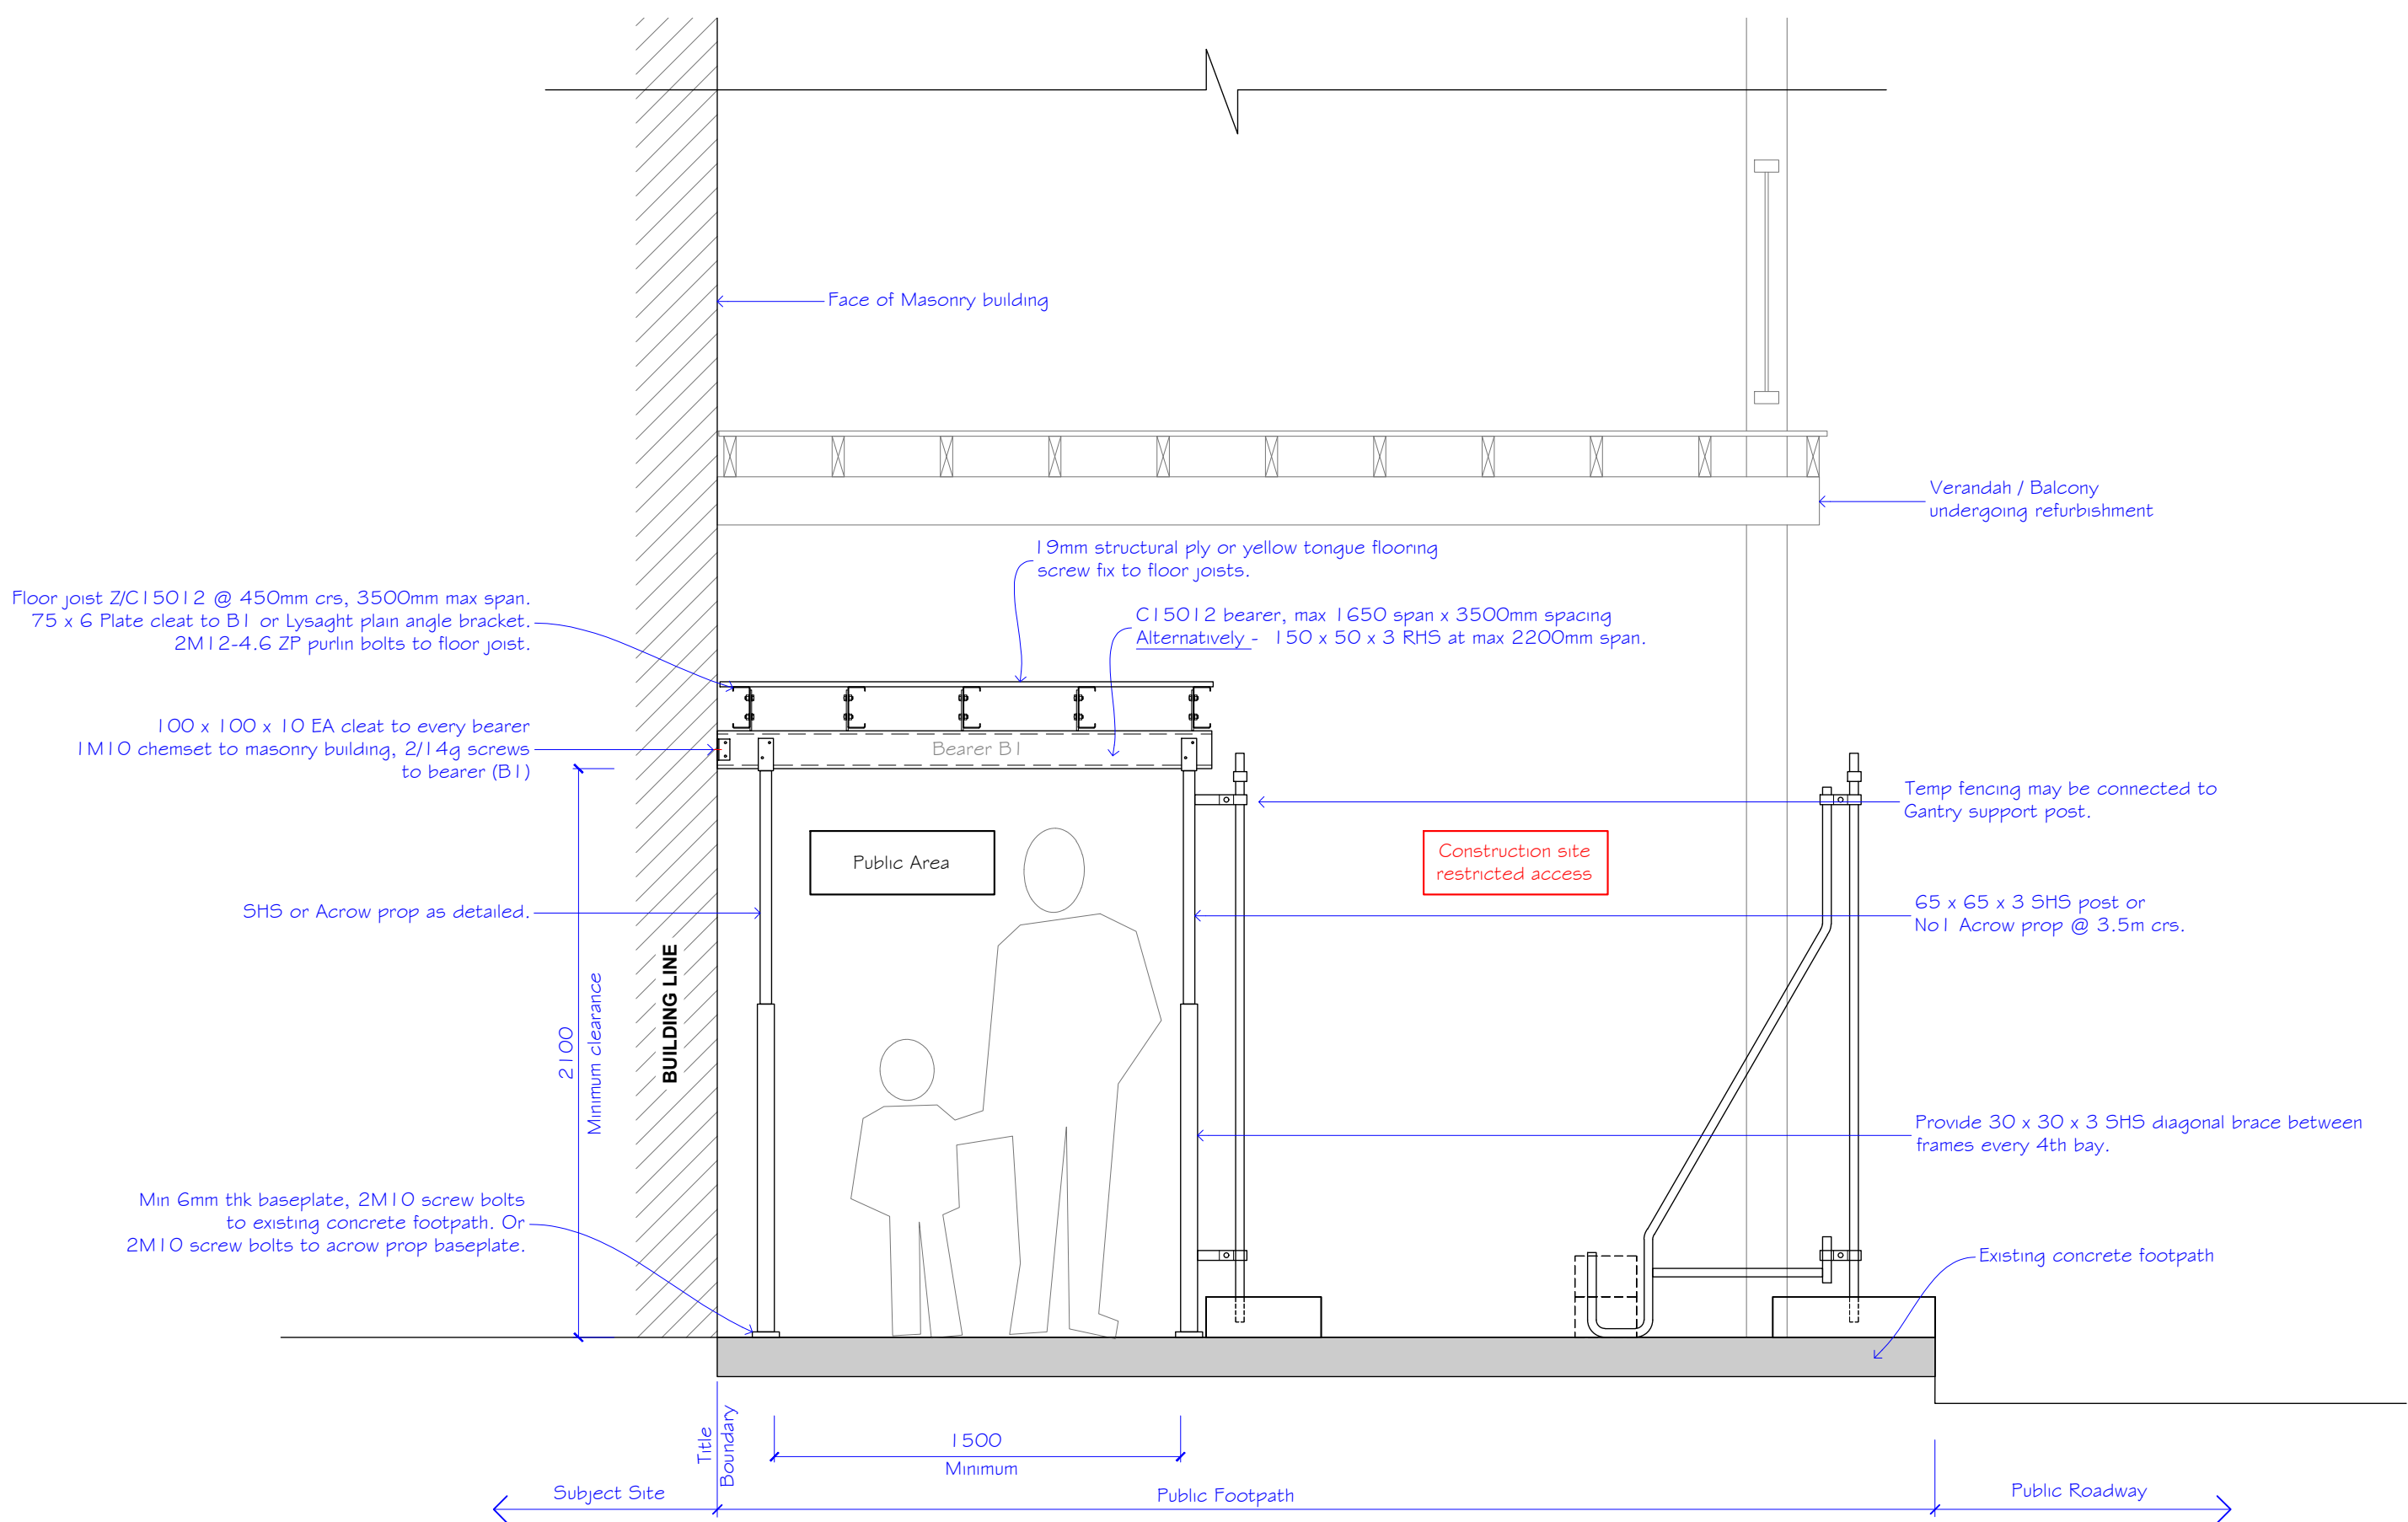 Face of Masonry building
Verandah / Balcony
undergoing refurbishment
19mm structural ply or yellow tongue flooring
screw fix to floor joists.
Floor joist Z/C15012 @ 450mm crs, 3500mm max span.
75 x 6 Plate cleat to B1 or Lysaght plain angle bracket.
2M12-4.6 ZP purlin bolts to floor joist.
C15012 bearer, max 1650 span x 3500mm spacing
Alternatively - 150 x 50 x 3 RHS at max 2200mm span.
100 x 100 x 10 EA cleat to every bearer
1M10 chemset to masonry building, 2/14g screws
to bearer (B1)
Bearer B1
Temp fencing may be connected to
Gantry support post.
Public Area
Construction site
restricted access
SHS or Acrow prop as detailed.
65 x 65 x 3 SHS post or
No1 Acrow prop @ 3.5m crs.
BUILDING LINE
2100
Minimum clearance
Provide 30 x 30 x 3 SHS diagonal brace between
frames every 4th bay.
Min 6mm thk baseplate, 2M10 screw bolts
to existing concrete footpath. Or
2M10 screw bolts to acrow prop baseplate.
Existing concrete footpath
Title
Boundary
1500
Minimum
Subject Site
Public Footpath
Public Roadway